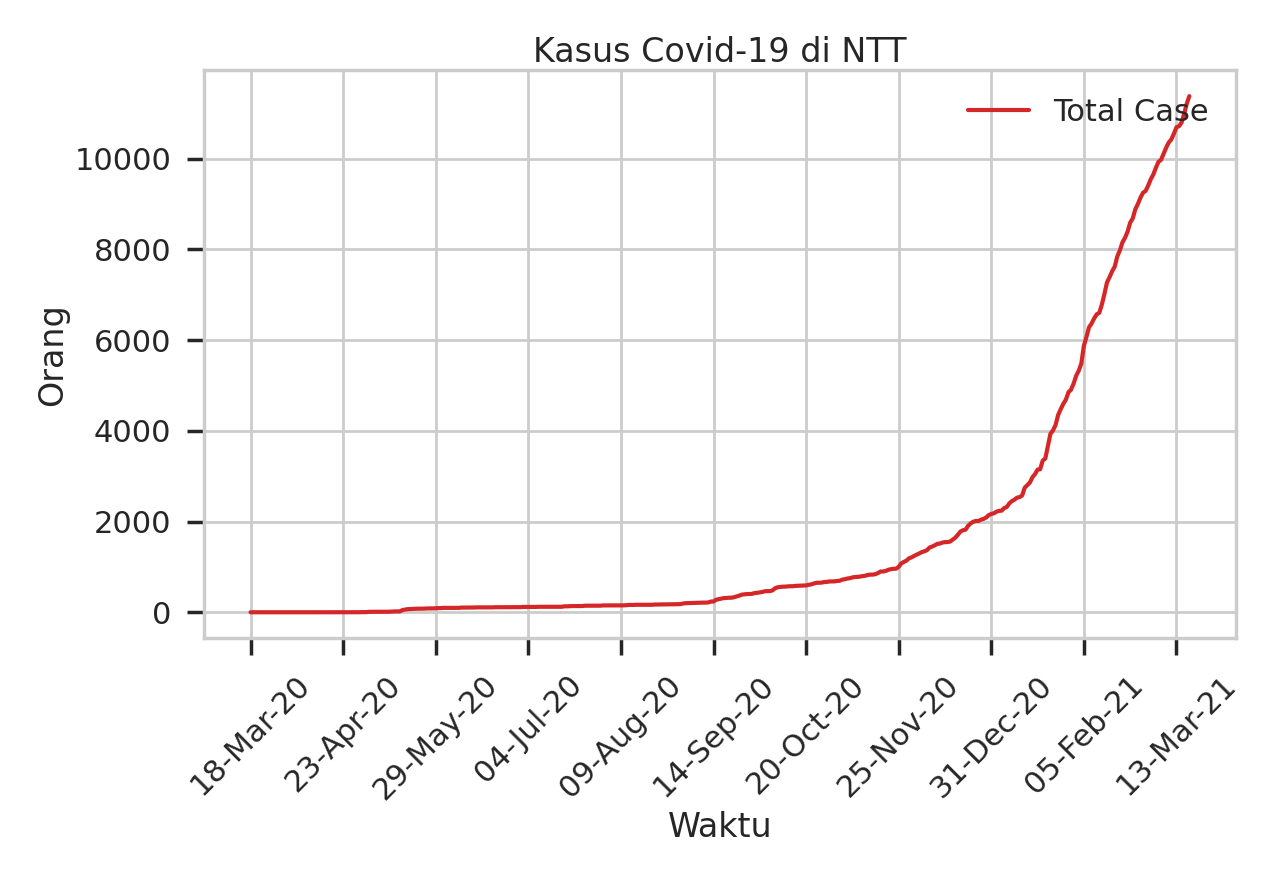 Kasus Covid-19 di NTT
Total Case
Orang
10000
8000
6000
4000
2000
0
18-Mar-20
23-Apr-20
29-May-20
04-Jul-20
09-Aug-20
14-Sep-20
20-Oct-20
25-Nov-20
31-Dec-20
05-Feb-21
13-Mar-21
Waktu